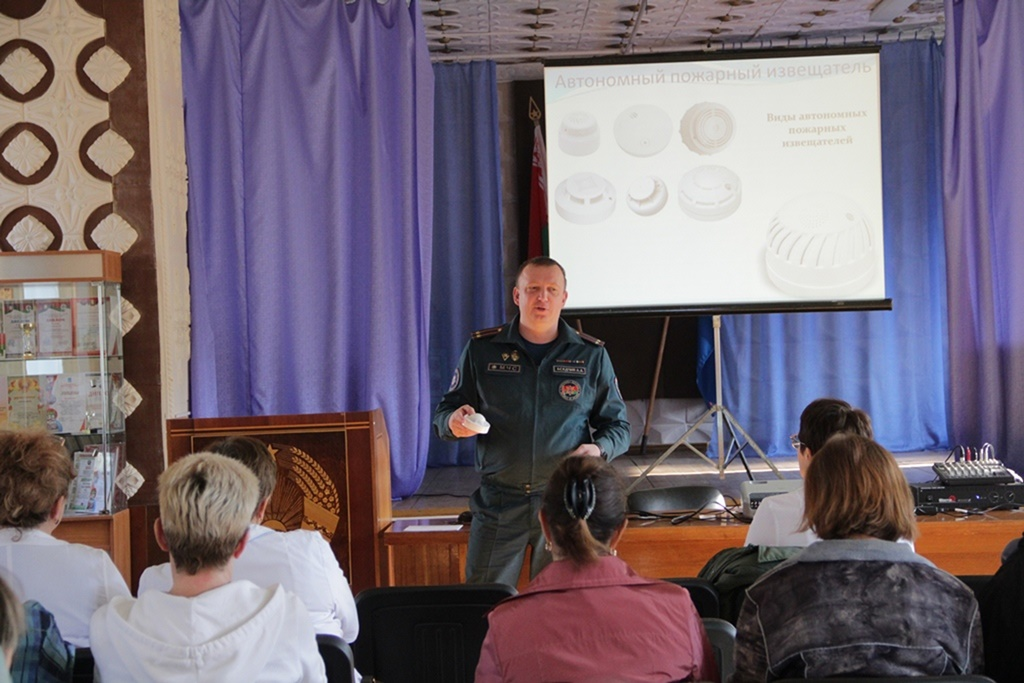 Автономный пожарный извещатель
Виды автономных
пожарных
извещателей